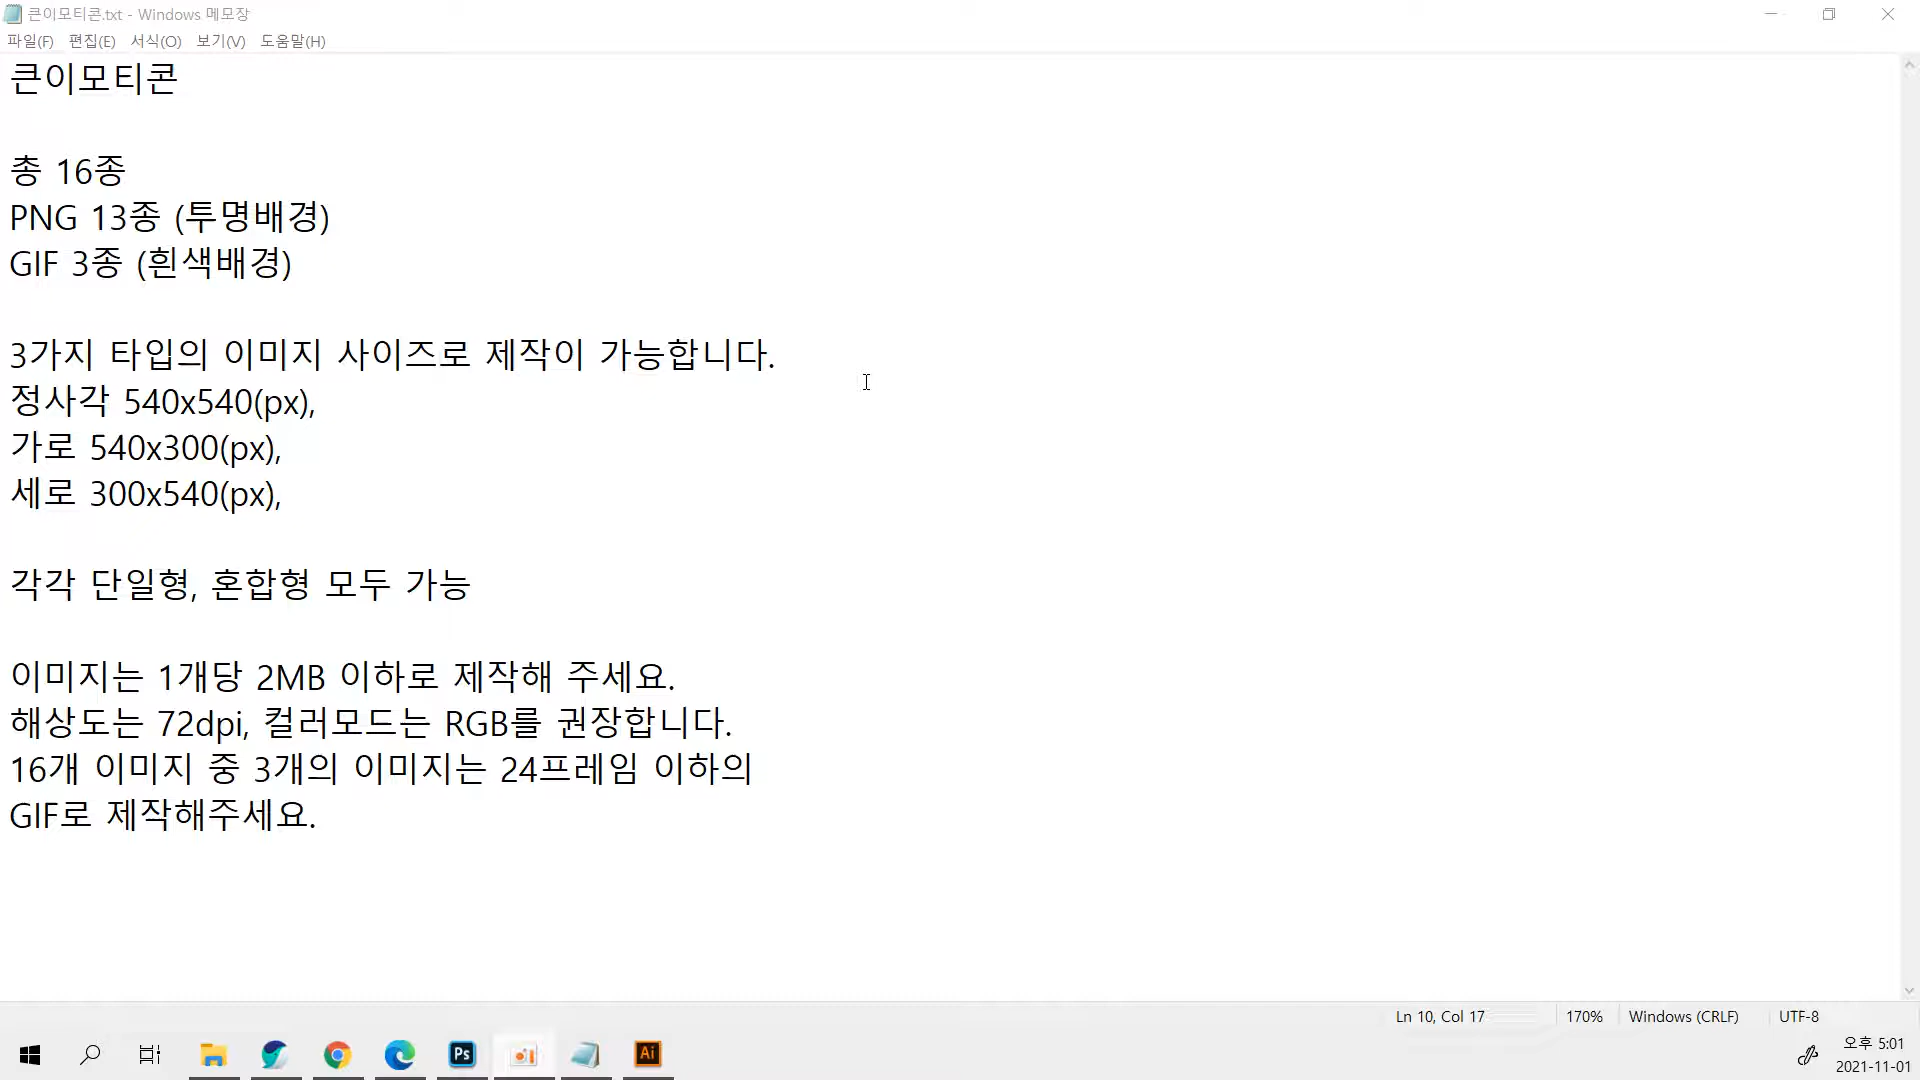 큰이모티콘.txt - Windows 메모장
파일(F) 편집(E) 서식(O) 보기(V) 도움말(H)
큰이모티콘
총 16종
PNG 13종 (투명배경)
GIF 3종 (흰색배경)
3가지 타입의 이미지 사이즈로 제작이 가능합니다.
정사각 540x540(px),
가로 540x300(px),
세로 300x540(px),
각각 단일형, 혼합형 모두 가능
이미지는 1개당 2MB 이하로 제작해 주세요.
해상도는 72dpi, 컬러모드는 RGB를 권장합니다.
16개 이미지 중 3개의 이미지는 24프레임 이하의
GIF로 제작해주세요.
Ln 10, Col 17 170% Windows (CRLF) UTF-8
Ps Ai
오후 5:01
2021-11-01